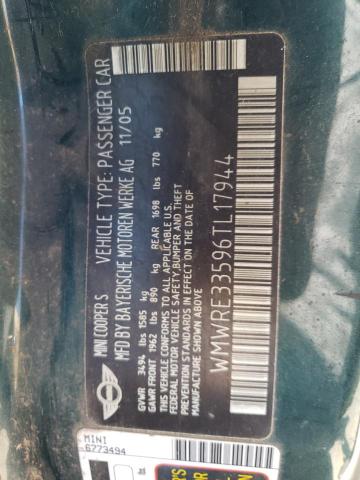 MINI COOPER S VEHICLE TYPE: PASSENGER CAR
MFD BY BAYERISCHE MOTOREN WERKE AG 11/05
GVWR 3494 lbs 1585 kg
GAWR FRONT 1962 lbs 890 kg REAR 1698 lbs 770 kg
THIS VEHICLE CONFORMS TO ALL APPLICABLE U.S.
FEDERAL MOTOR VEHICLE SAFETY,BUMPER AND THEFT
PREVENTION STANDARDS IN EFFECT ON THE DATE OF
MANUFACTURE SHOWN ABOVE
WMWRE33596TL17944
MINI
6773494